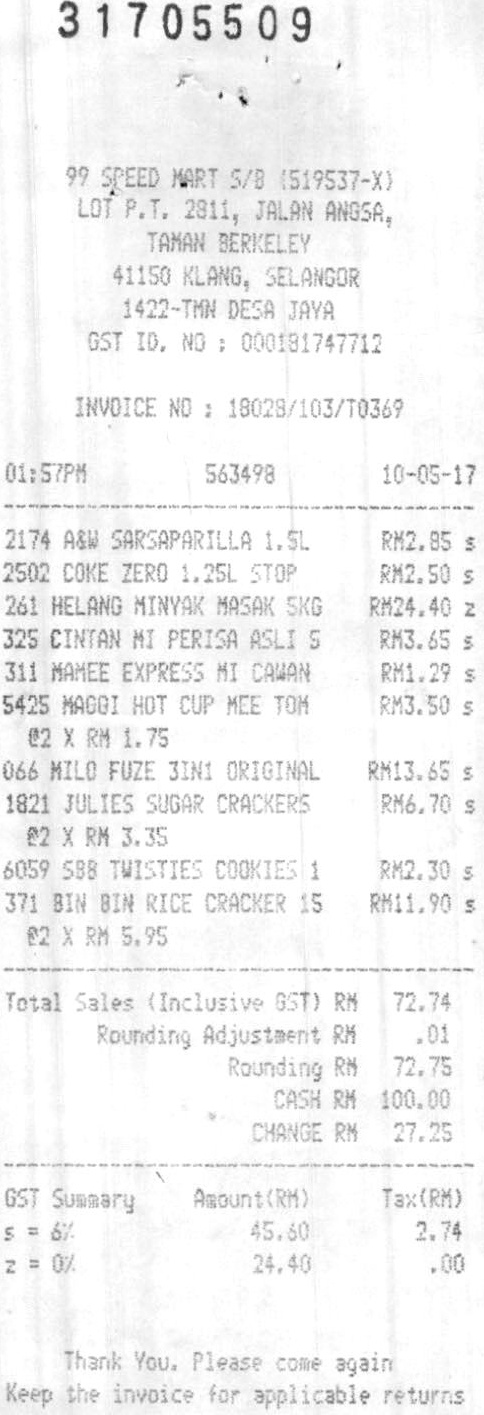 31705509
99 SPEED MART S/B (519537-X)
LOT P.T. 2811, JALAN ANGSA,
TAMAN BERKELEY
41150 KLANG, SELANGOR
1422-TMN DESA JAYA
GST ID. NO : 000181747712
INVOICE NO : 18028/103/T0369
01:57PM 563498 10-05-17
2174 A&W SARSAPARILLA 1.5L RM2.85 s
2502 COKE ZERO 1.25L STOP RM2.50 s
261 HELANG MINYAK MASAK 5KG RM24.40 z
325 CINTAN MI PERISA ASLI 5 RM3.65 s
311 MAMEE EXPRESS MI CAWAN RM1.29 s
5425 MAGGI HOT CUP MEE TOM RM3.50 s
@2 X RM 1.75
066 MILO FUZE 3IN1 ORIGINAL RM13.65 s
1821 JULIES SUGAR CRACKERS RM6.70 s
@2 X RM 3.35
6059 S&B TWISTIES COOKIES 1 RM2.30 s
371 BIN BIN RICE CRACKER 15 RM11.90 s
@2 X RM 5.95
Total Sales (Inclusive GST) RM 72.74
Rounding Adjustment RM .01
Rounding RM 72.75
CASH RM 100.00
CHANGE RM 27.25
GST Summary Amount(RM) Tax(RM)
s = 6% 45.60 2.74
z = 0% 24.40 .00
Thank You. Please come again
Keep the invoice for applicable returns